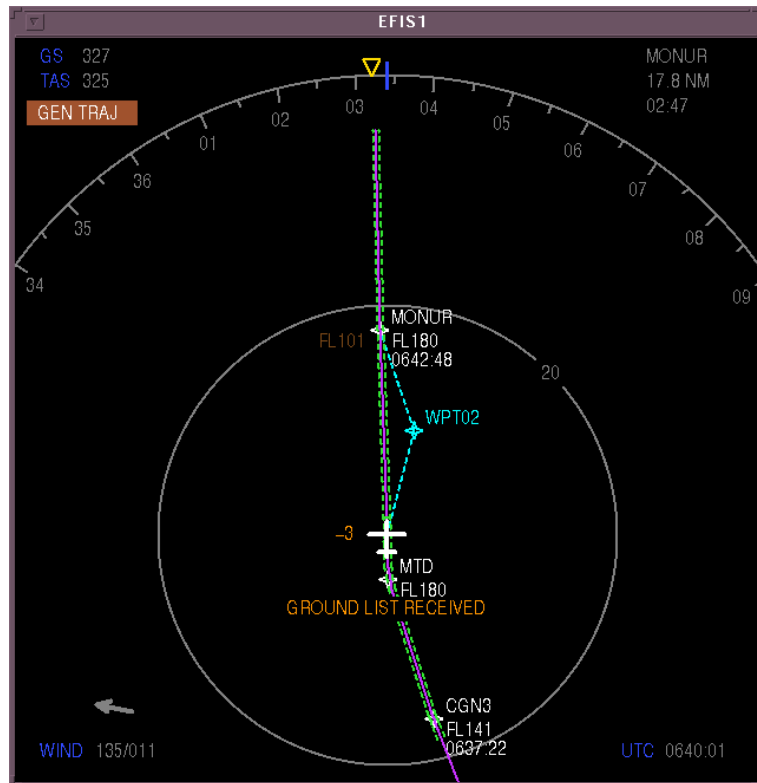 EFIS1
GS 327
TAS 325
GEN TRAJ
MONUR
17.8 NM
02:47
34
35
36
01
02
03
04
05
06
07
08
09
MONUR
FL101
FL180
0642:48
20
WPT02
-3
MTD
FL180
GROUND LIST RECEIVED
CGN3
FL141
0637:22
WIND 135/011
UTC 0640:01